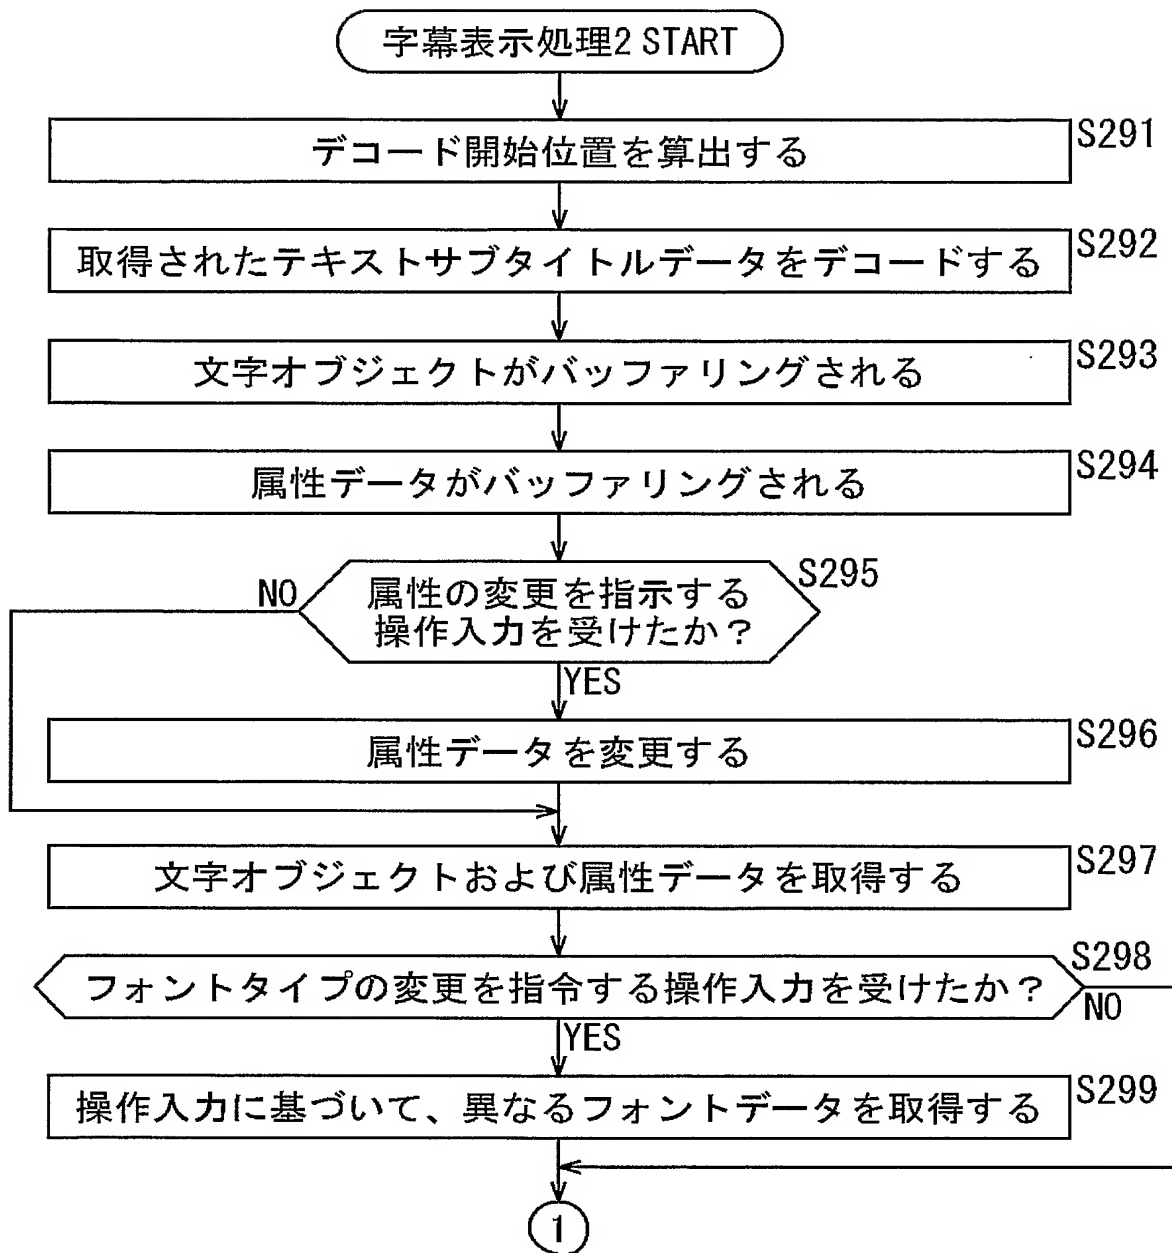 字幕表示処理2 START
デコード開始位置を算出する
S291
取得されたテキストサブタイトルデータをデコードする
S292
文字オブジェクトがバッファリングされる
S293
属性データがバッファリングされる
S294
属性の変更を指示する
操作入力を受けたか？
S295
NO
YES
属性データを変更する
S296
文字オブジェクトおよび属性データを取得する
S297
フォントタイプの変更を指令する操作入力を受けたか？
S298
NO
YES
操作入力に基づいて、異なるフォントデータを取得する
S299
1